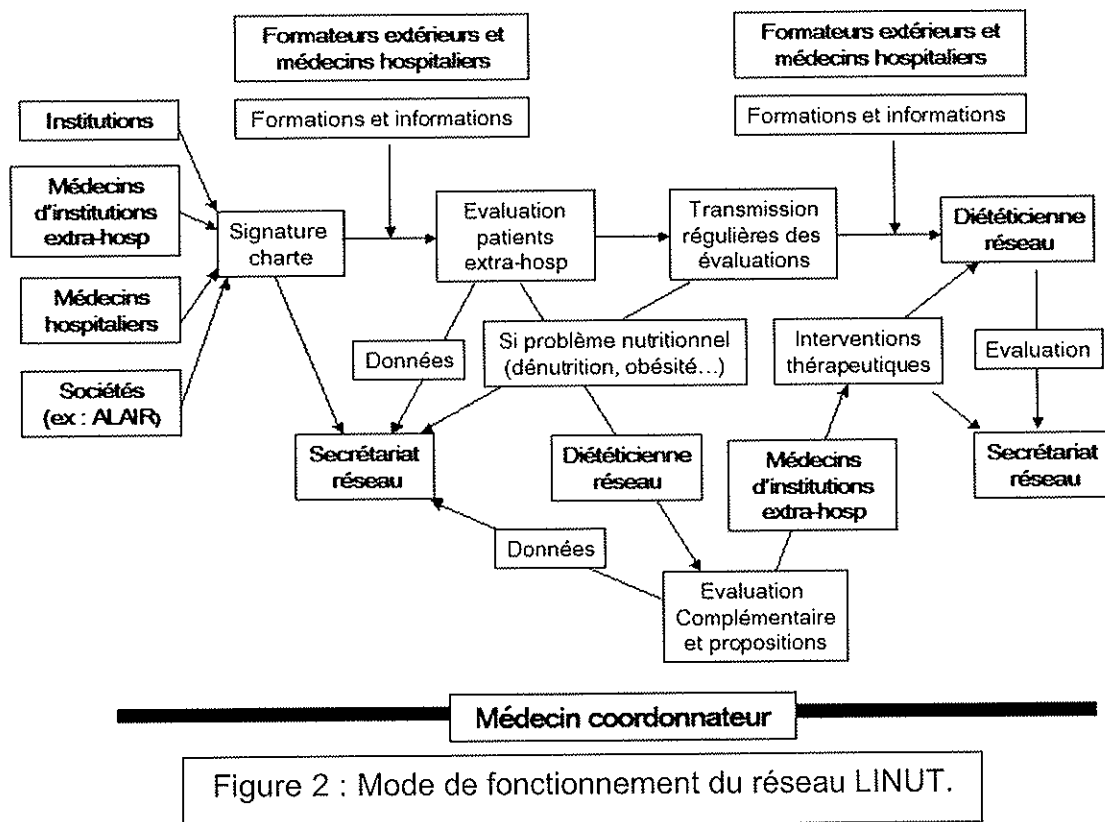 Formateurs extérieurs et
médecins hospitaliers
Formateurs extérieurs et
médecins hospitaliers
Formations et informations
Formations et informations
Institutions
Médecins
d'institutions
extra-hosp
Médecins
hospitaliers
Sociétés
(ex : ALAIR)
Signature
charte
Evaluation
patients
extra-hosp
Transmission
régulières des
évaluations
Diététicienne
réseau
Données
Si problème nutritionnel
(dénutrition, obésité…)
Interventions
thérapeutiques
Evaluation
Secrétariat
réseau
Diététicienne
réseau
Médecins
d'institutions
extra-hosp
Secrétariat
réseau
Données
Evaluation
Complémentaire
et propositions
Médecin coordonnateur
Figure 2 : Mode de fonctionnement du réseau LINUT.